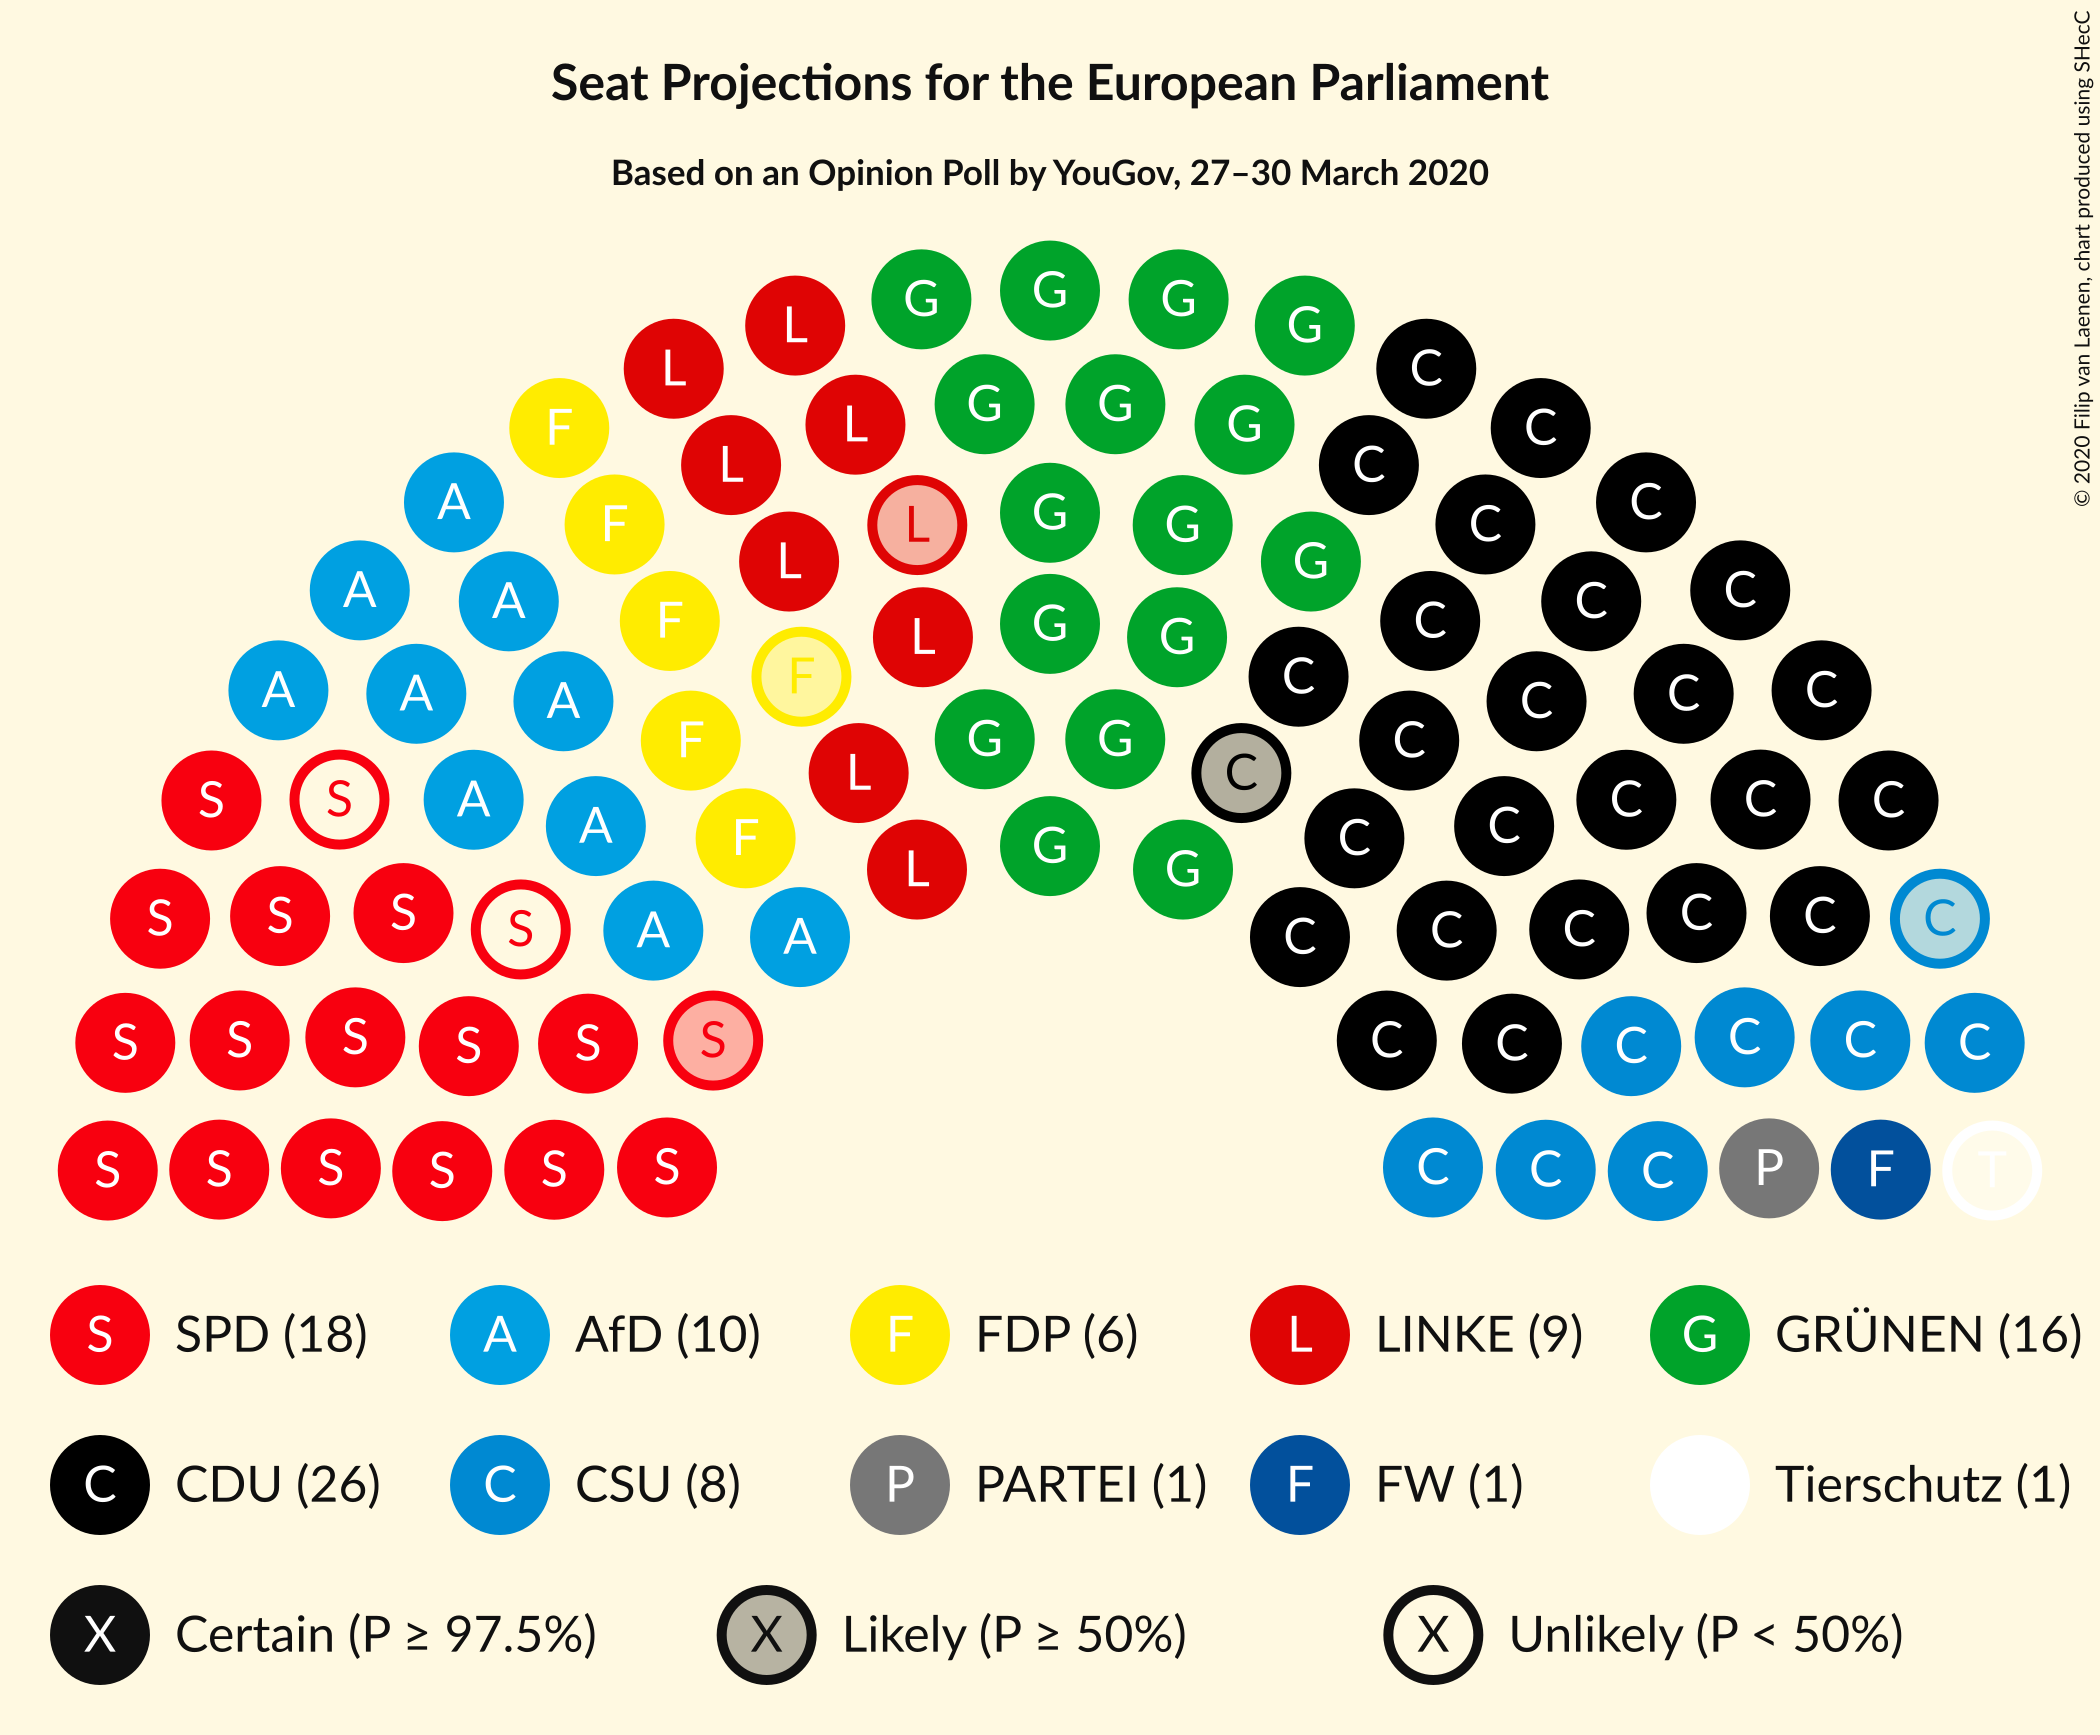 Seat Projections for the European Parliament
Based on an Opinion Poll by YouGov, 27–30 March 2020
© 2020 Filip van Laenen, chart produced using SHecC
G G G G
L L C C
F G G G C
A L L C C
A F L L G G G C C
A A F L G G C C C
A A A F F L G G C C C C C
S S A A F L G G C C C C C C
S S S S A A F L G G C C C C C C
S S S S S S C C C C C C
S S S S S S C C C P F T
S SPD (18) A AfD (10) F FDP (6) L LINKE (9) G GRÜNEN (16)
C CDU (26) C CSU (8) P PARTEI (1) F FW (1) Tierschutz (1)
X Certain (P ≥ 97.5%) X Likely (P ≥ 50%) X Unlikely (P < 50%)